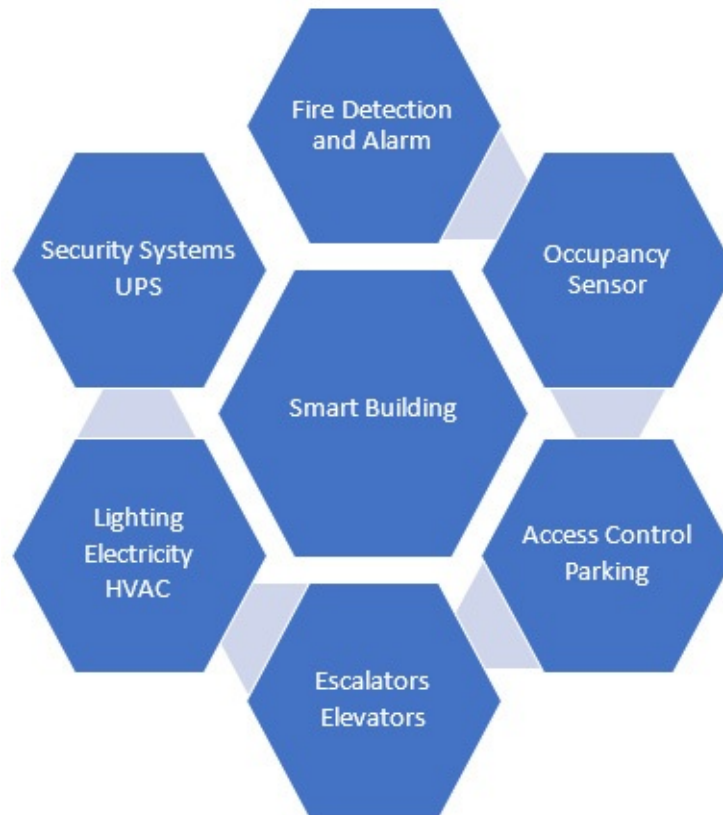 Fire Detection
and Alarm
Security Systems
UPS
Occupancy
Sensor
Smart Building
Lighting
Electricity
HVAC
Access Control
Parking
Escalators
Elevators